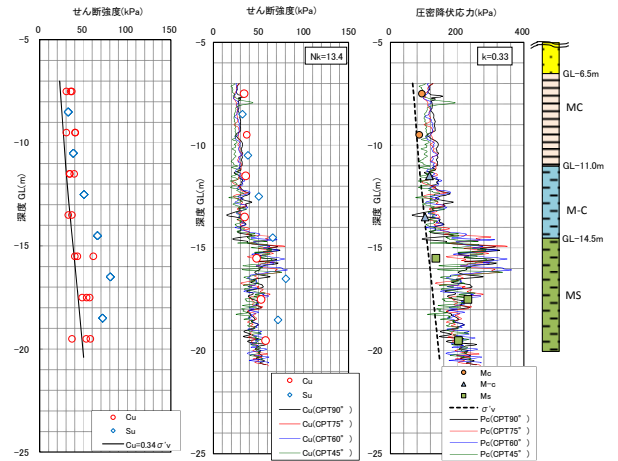 せん断強度(kPa)
0 50 100 150
-5
-10
-15
-20
-25
深度 GL(m)
Cu
Su
Cu=0.34σ'v
せん断強度(kPa)
0 50 100 150
-5
-10
-15
-20
-25
深度 GL(m)
Nk=13.4
Cu
Su
Cu(CPT90°)
Cu(CPT75°)
Cu(CPT60°)
Cu(CPT45°)
圧密降伏応力(kPa)
0 100 200 300 400
-5
-10
-15
-20
-25
深度 GL(m)
k=0.33
Mc
M-c
Ms
σ'v
Pc(CPT90°)
Pc(CPT75°)
Pc(CPT60°)
Pc(CPT45°)
GL-6.5m
MC
GL-11.0m
M-C
GL-14.5m
MS